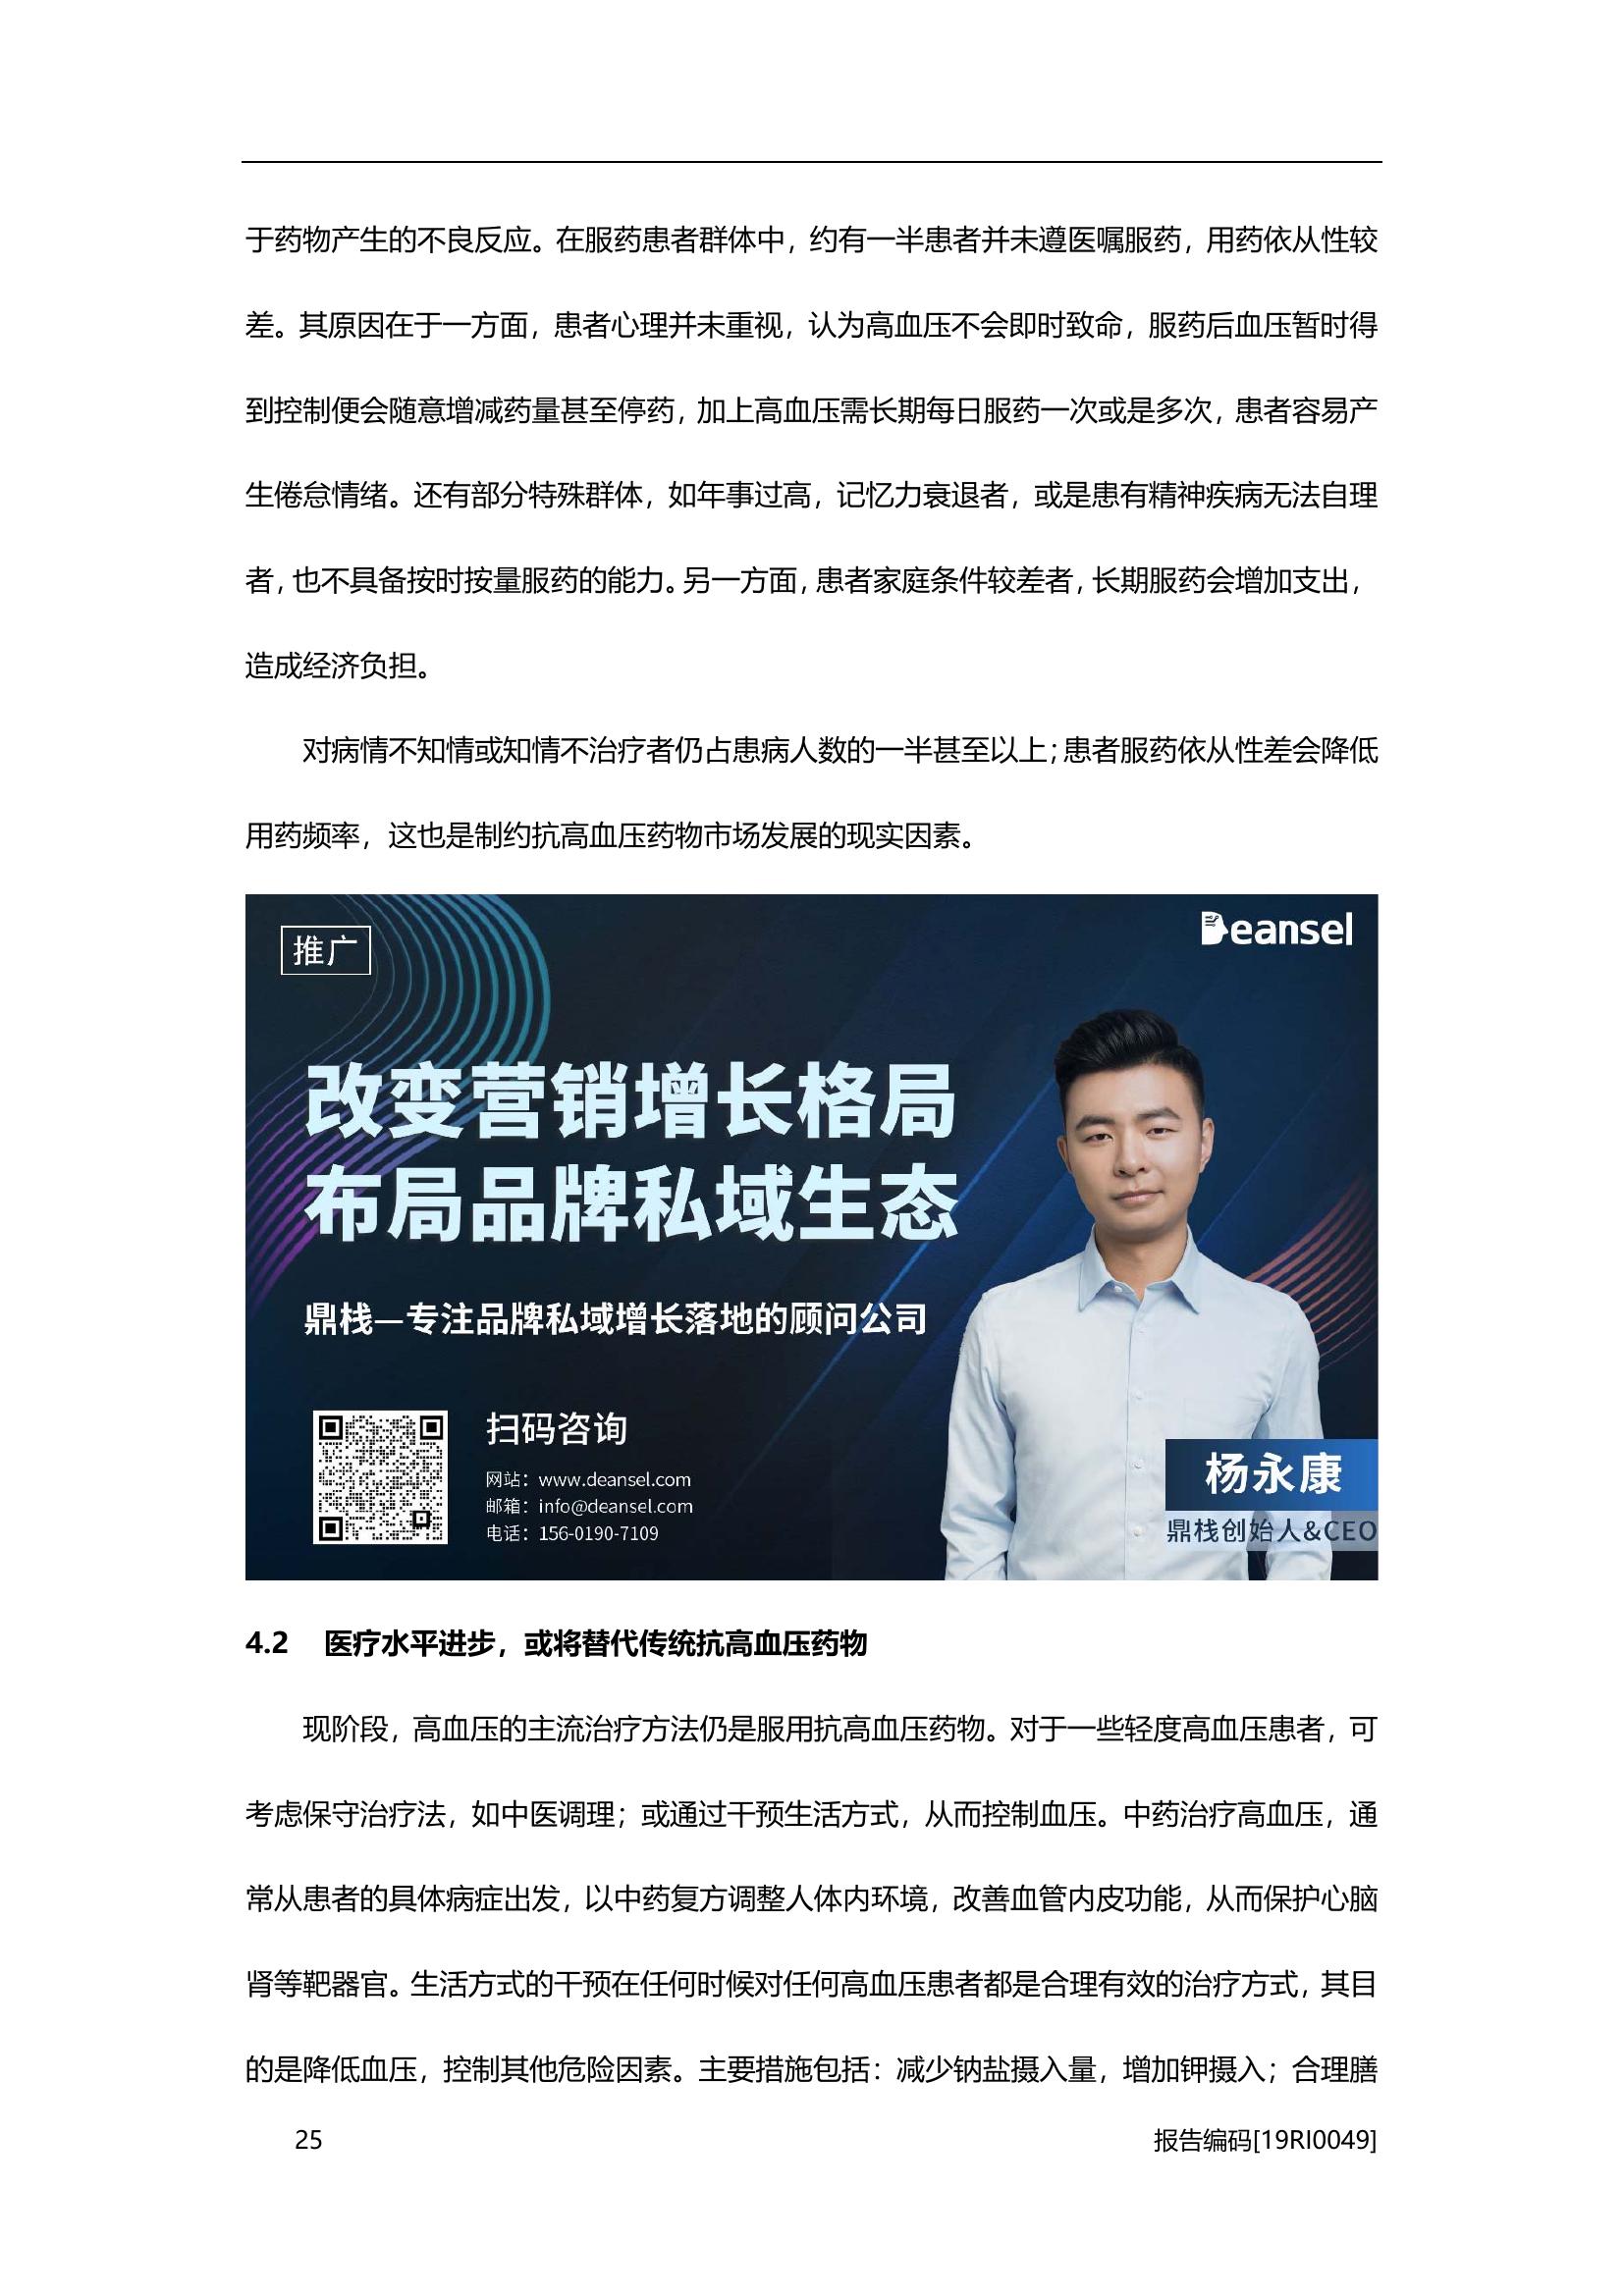 于药物产生的不良反应。在服药患者群体中，约有一半患者并未遵医嘱服药，用药依从性较
差。其原因在于一方面，患者心理并未重视，认为高血压不会即时致命，服药后血压暂时得
到控制便会随意增减药量甚至停药，加上高血压需长期每日服药一次或是多次，患者容易产
生倦怠情绪。还有部分特殊群体，如年事过高，记忆力衰退者，或是患有精神疾病无法自理
者，也不具备按时按量服药的能力。另一方面，患者家庭条件较差者，长期服药会增加支出，
造成经济负担。
对病情不知情或知情不治疗者仍占患病人数的一半甚至以上；患者服药依从性差会降低
用药频率，这也是制约抗高血压药物市场发展的现实因素。
推广
Deansel
改变营销增长格局
布局品牌私域生态
鼎栈—专注品牌私域增长落地的顾问公司
扫码咨询
网站：www.deansel.com
邮箱：info@deansel.com
电话：156-0190-7109
杨永康
鼎栈创始人&CEO
4.2 医疗水平进步，或将替代传统抗高血压药物
现阶段，高血压的主流治疗方法仍是服用抗高血压药物。对于一些轻度高血压患者，可
考虑保守治疗法，如中医调理；或通过干预生活方式，从而控制血压。中药治疗高血压，通
常从患者的具体病症出发，以中药复方调整人体内环境，改善血管内皮功能，从而保护心脑
肾等靶器官。生活方式的干预在任何时候对任何高血压患者都是合理有效的治疗方式，其目
的是降低血压，控制其他危险因素。主要措施包括：减少钠盐摄入量，增加钾摄入；合理膳
25
报告编码[19RI0049]